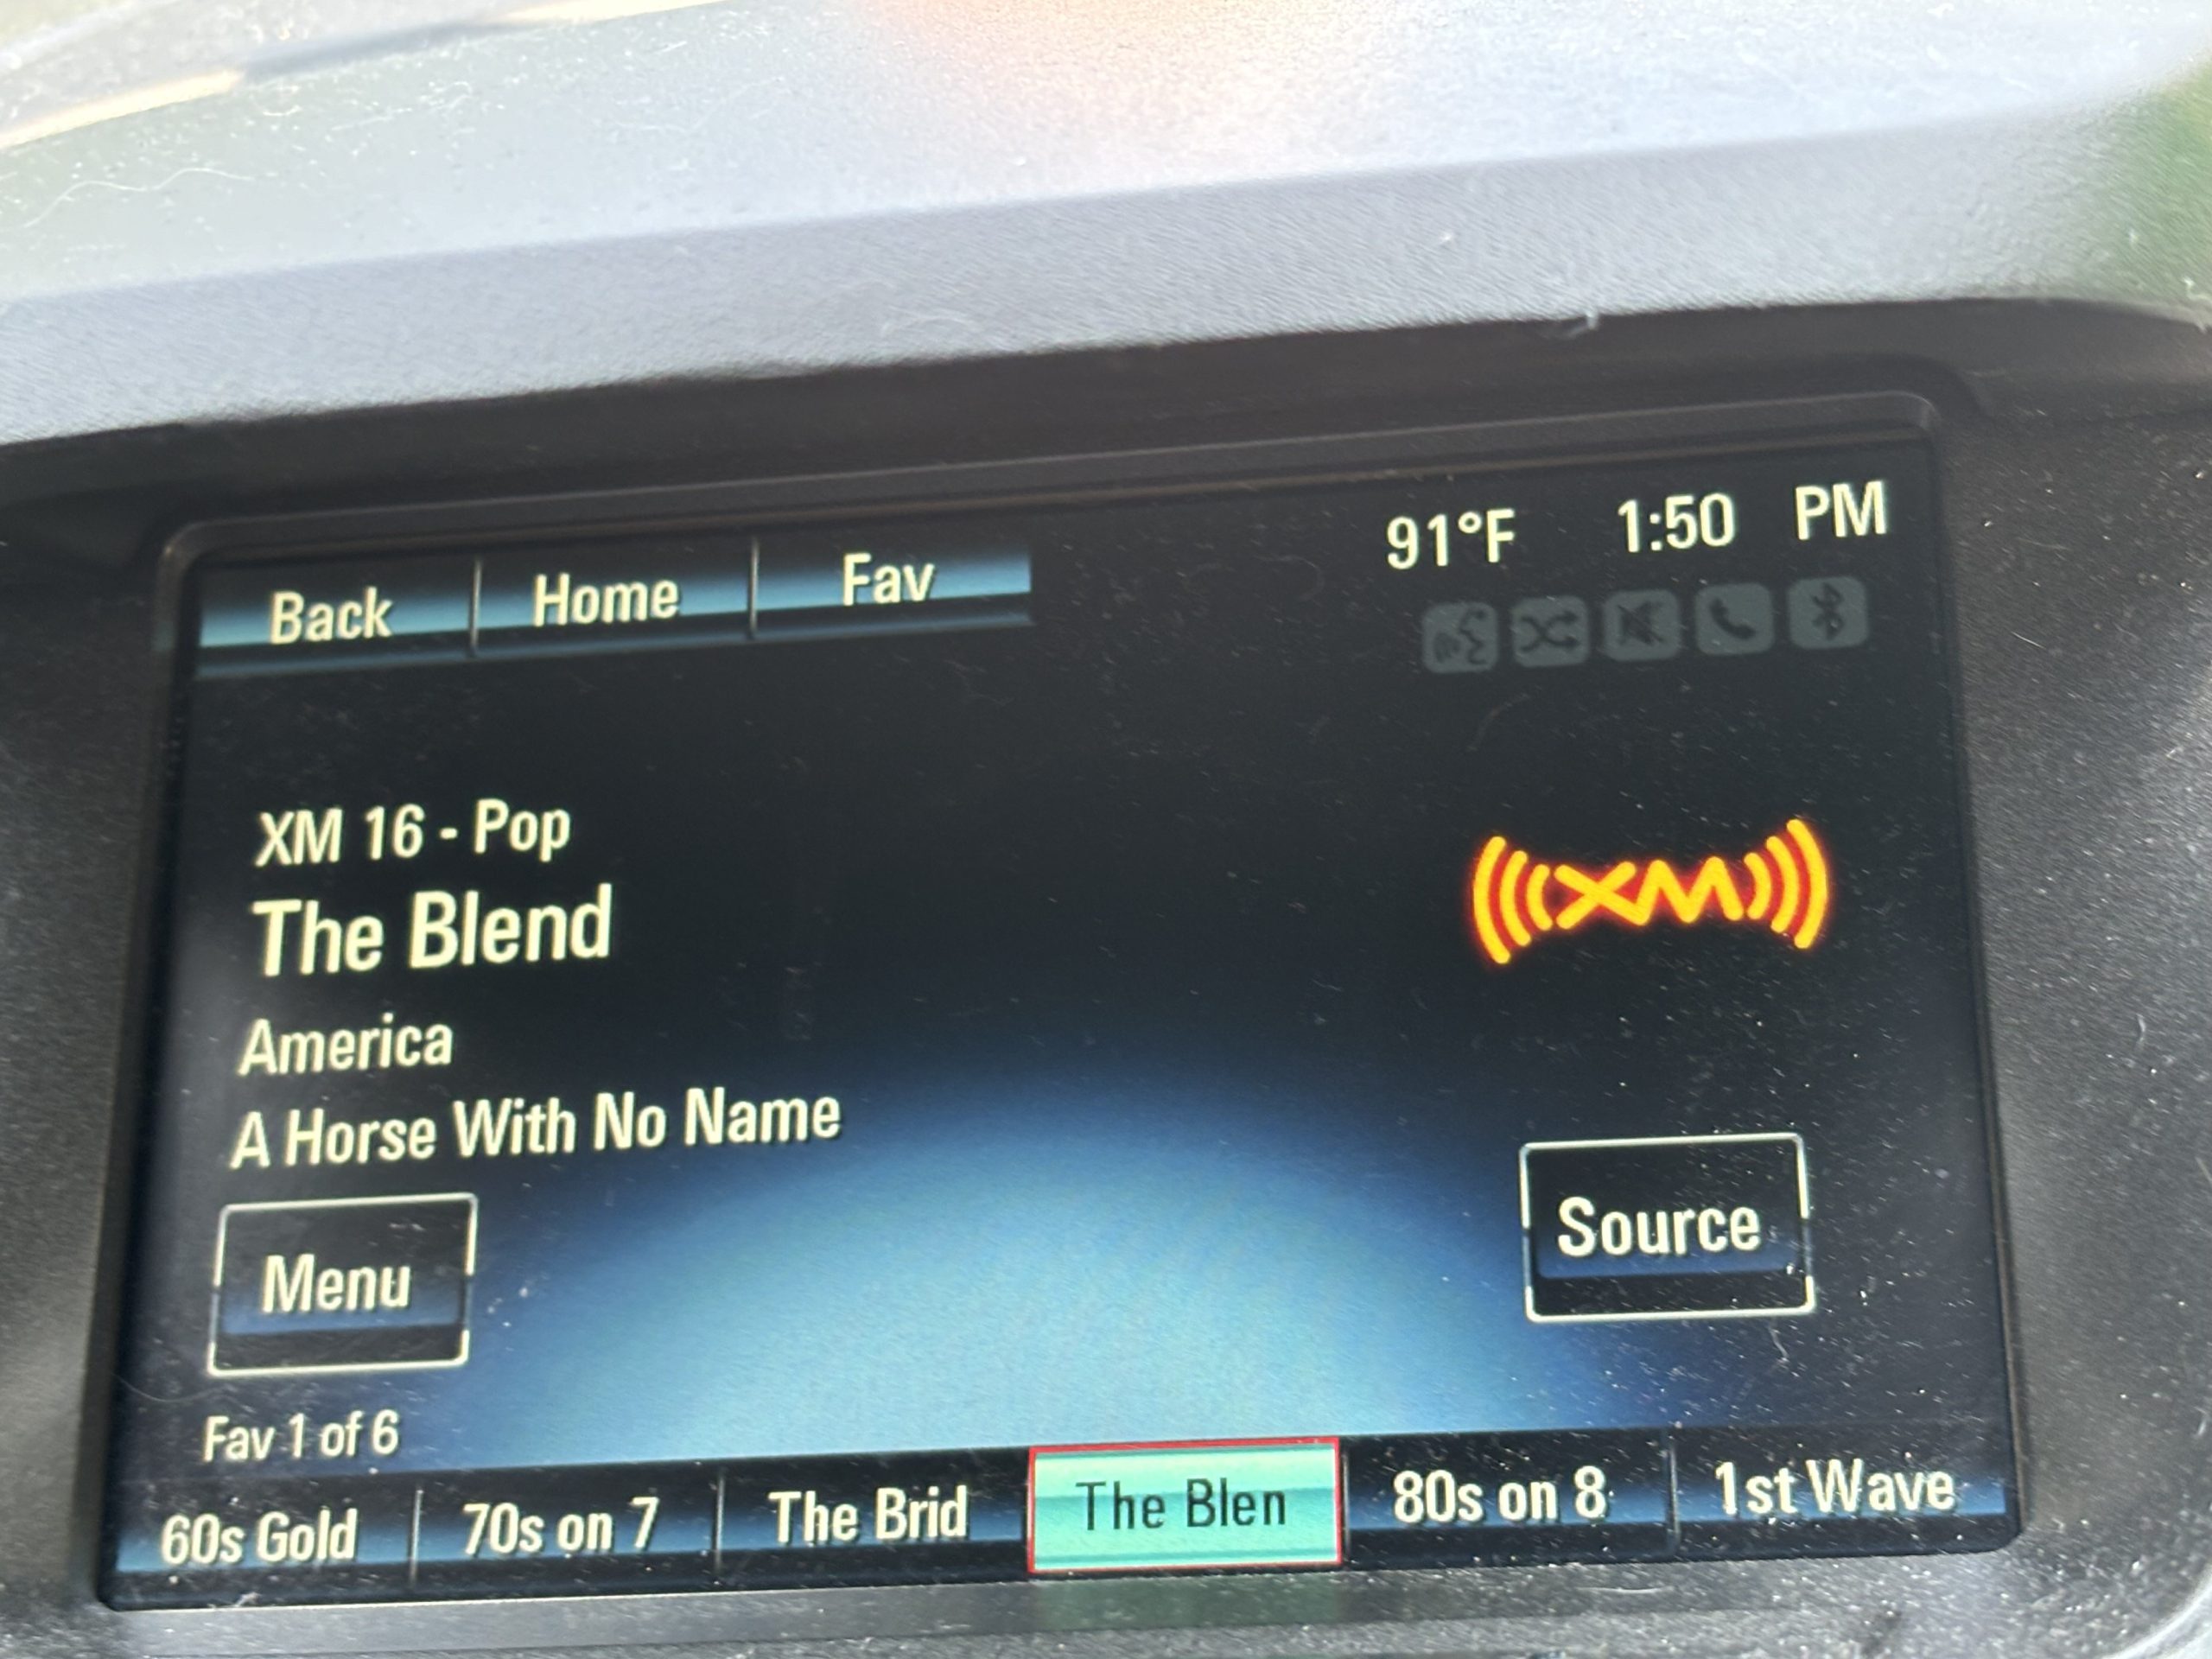 Back Home Fav 91°F 1:50 PM
XM 16 - Pop
The Blend
XM
America
A Horse With No Name
Menu Source
Fav 1 of 6
60s Gold 70s on 7 The Brid The Blen 80s on 8 1st Wave